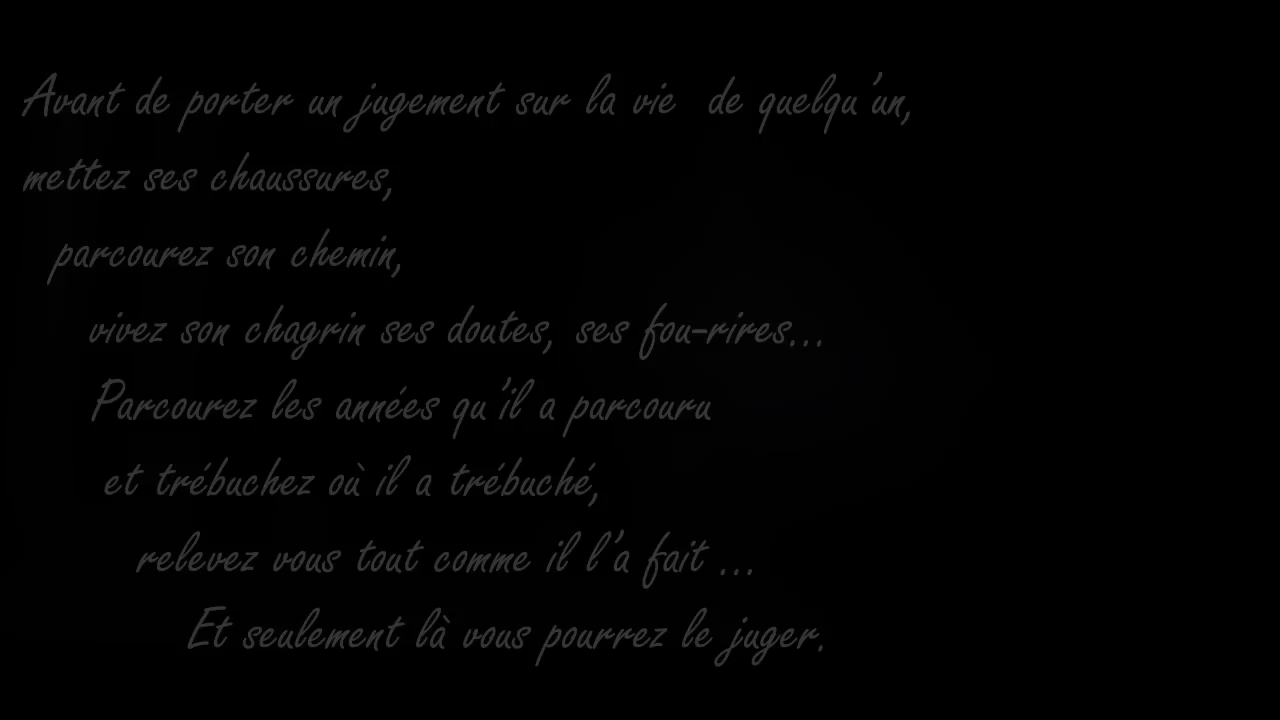 Avant de porter un jugement sur la vie de quelqu'un,
mettez ses chaussures,
parcourez son chemin,
vivez son chagrin ses doutes, ses fou-rires...
Parcourez les années qu'il a parcouru
et trébuchez où il a trébuché,
relevez vous tout comme il l'a fait ...
Et seulement là vous pourrez le juger.